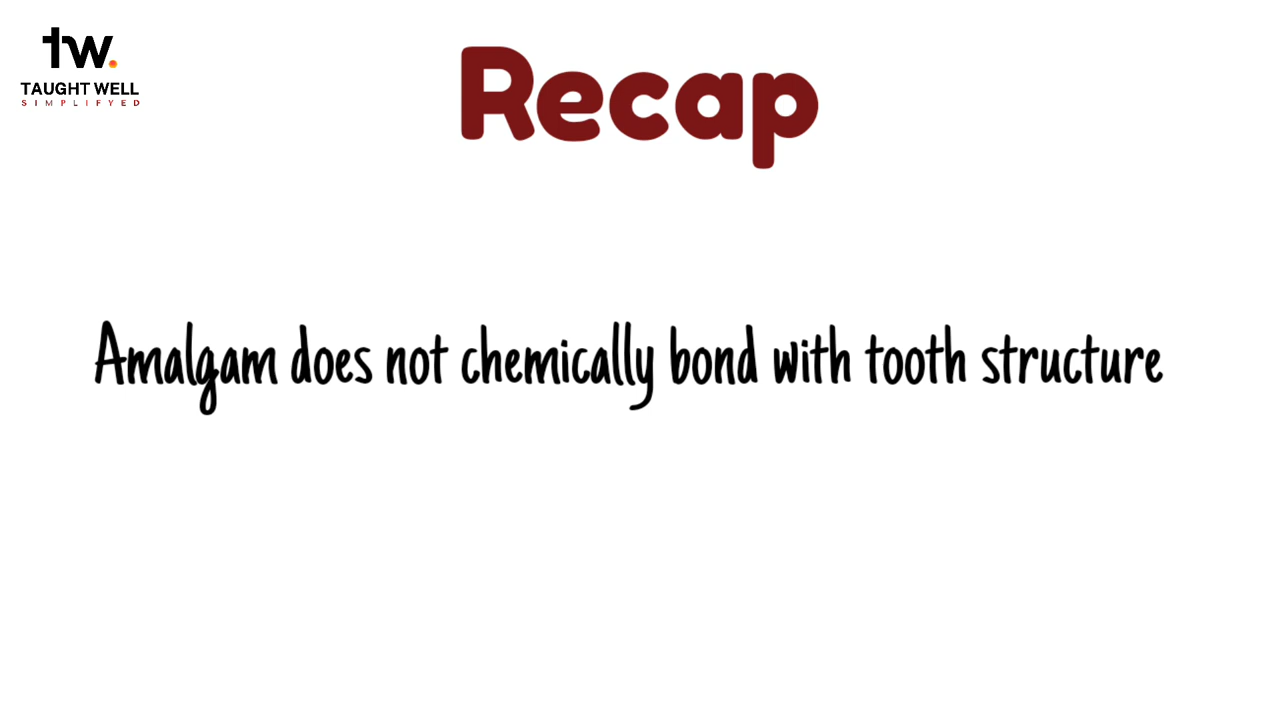 tw.
TAUGHT WELL
SIMPLIFYED
Recap
Amalgam does not chemically bond with tooth structure